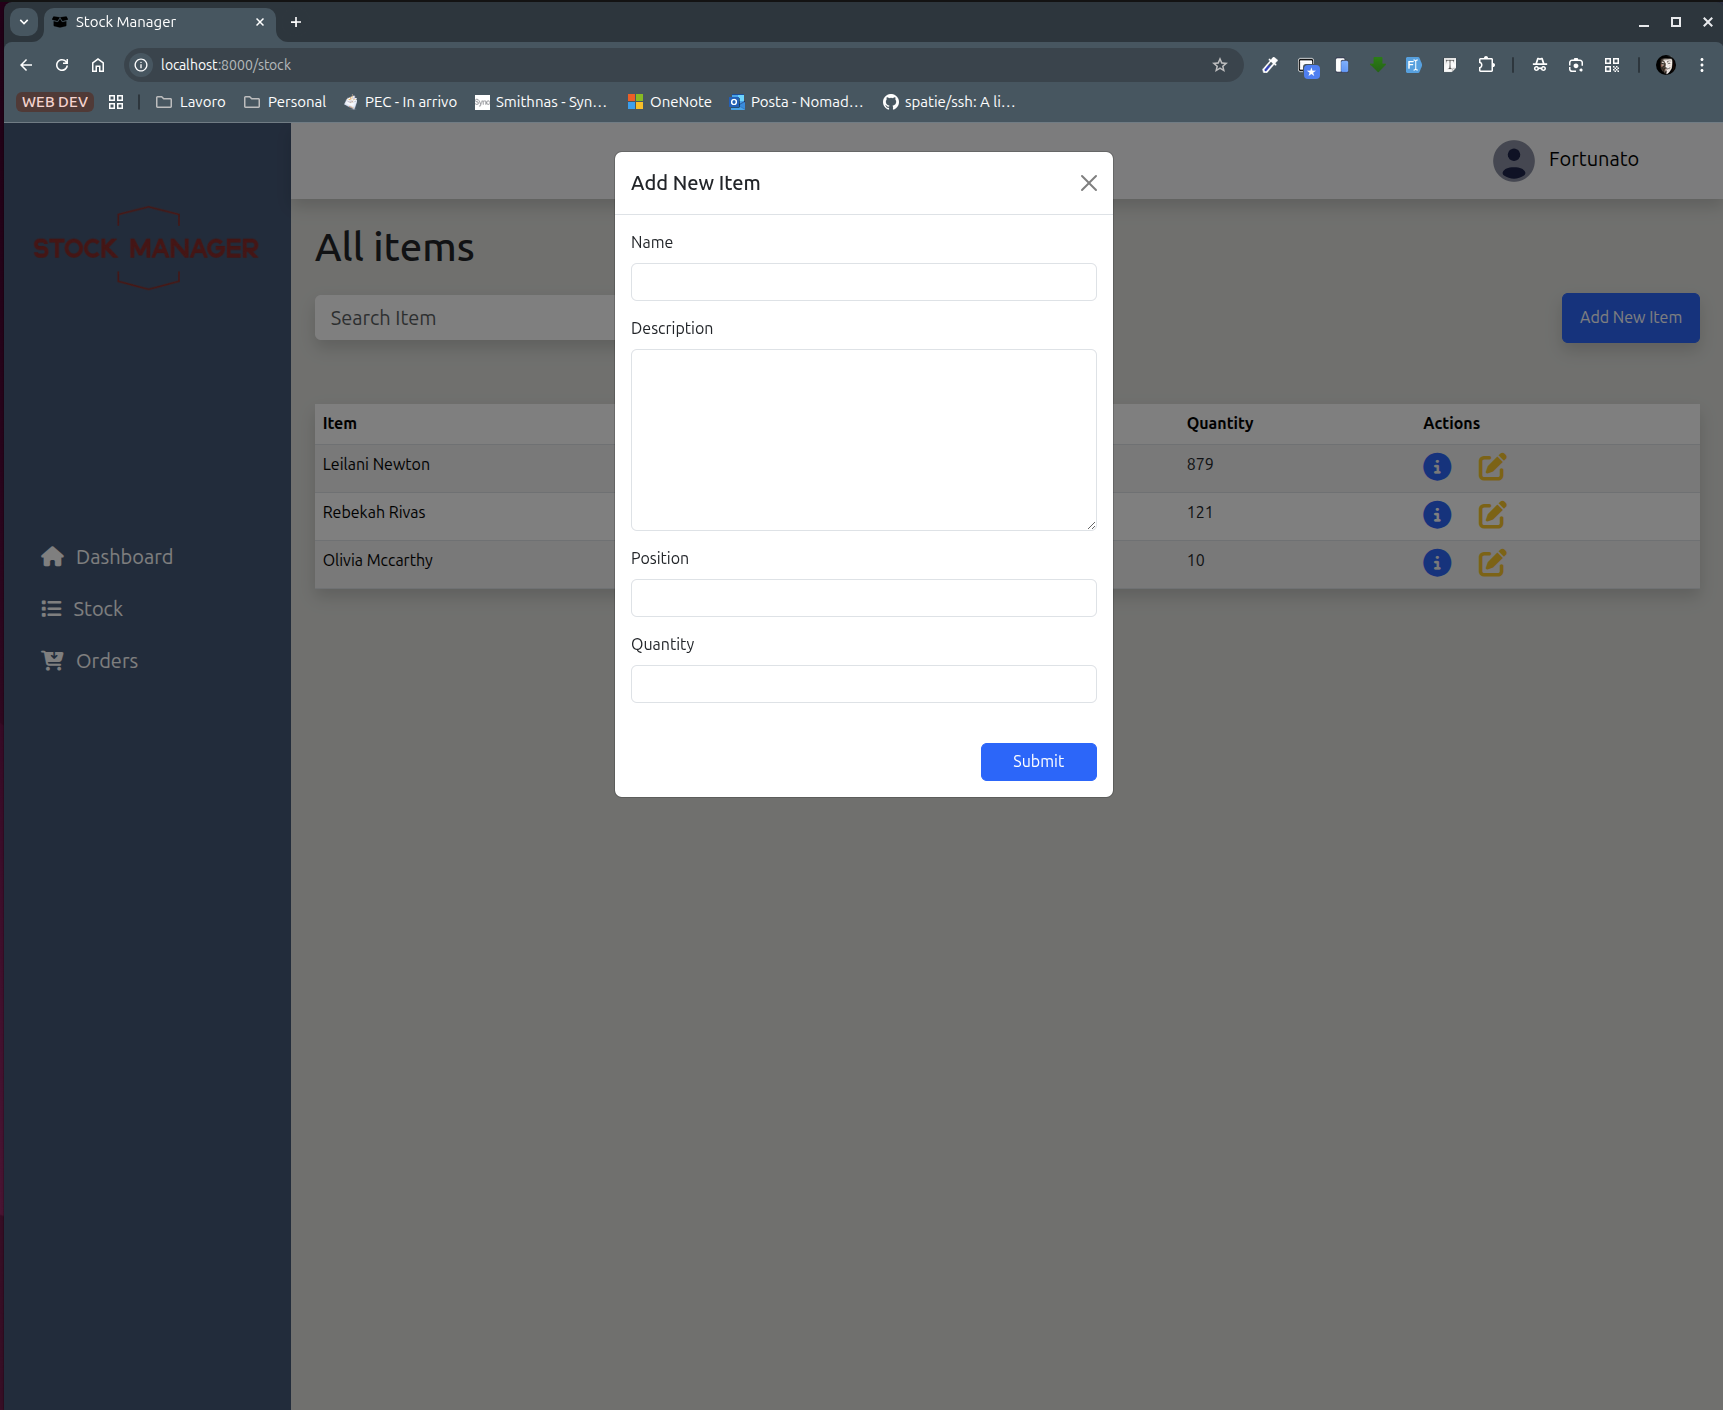 Stock Manager
localhost:8000/stock
WEB DEV Lavoro Personal PEC - In arrivo Smithnas - Syn... OneNote Posta - Nomad... spatie/ssh: A li...
STOCK MANAGER
Dashboard
Stock
Orders
Fortunato
All items
Search Item
Add New Item
Item Quantity Actions
Leilani Newton 879
Rebekah Rivas 121
Olivia Mccarthy 10
Add New Item
Name
Description
Position
Quantity
Submit